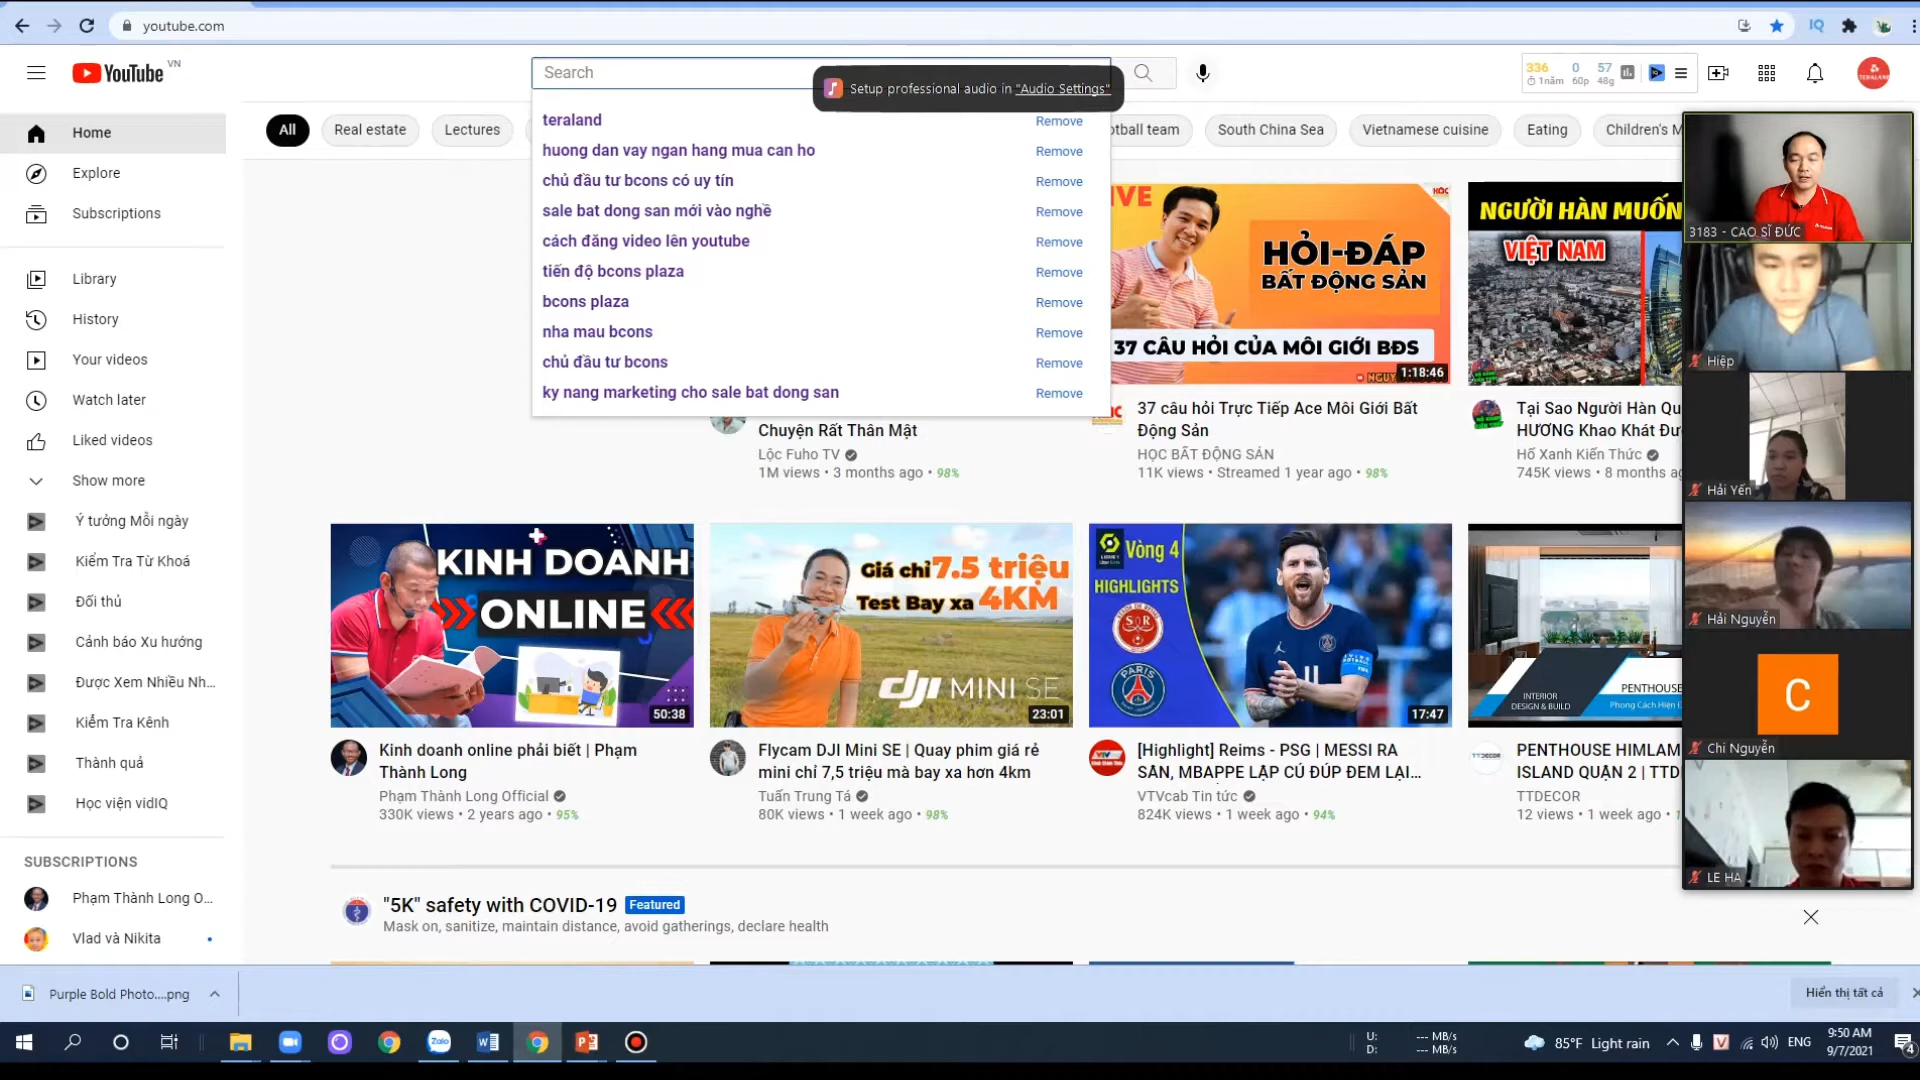 youtube.com
YouTube VN
Search
336 0 57
1năm 60p 48g
Setup professional audio in "Audio Settings"
teraland Remove
huong dan vay ngan hang mua can ho Remove
chủ đầu tư bcons có uy tín Remove
sale bat dong san mới vào nghề Remove
cách đăng video lên youtube Remove
tiến độ bcons plaza Remove
bcons plaza Remove
nha mau bcons Remove
chủ đầu tư bcons Remove
ky nang marketing cho sale bat dong san Remove
Home
Explore
Subscriptions
Library
History
Your videos
Watch later
Liked videos
Show more
Ý tưởng Mỗi ngày
Kiểm Tra Từ Khoá
Đối thủ
Cảnh báo Xu hướng
Được Xem Nhiều Nh...
Kiểm Tra Kênh
Thành quả
Học viện vidIQ
SUBSCRIPTIONS
Phạm Thành Long O...
Vlad và Nikita
All Real estate Lectures otball team South China Sea Vietnamese cuisine Eating Children's M
IVE
HỎI-ĐÁP
BẤT ĐỘNG SẢN
37 CÂU HỎI CỦA MÔI GIỚI BĐS
1:18:46
NGƯỜI HÀN MUỐN
VIỆT NAM
Chuyện Rất Thân Mật
Lộc Fuho TV
1M views • 3 months ago • 98%
37 câu hỏi Trực Tiếp Ace Môi Giới Bất
Động Sản
HỌC BẤT ĐỘNG SẢN
11K views • Streamed 1 year ago • 98%
Tại Sao Người Hàn Qu
HƯƠNG Khao Khát Đư
Hố Xanh Kiến Thức
745K views • 8 months ag
KINH DOANH
ONLINE
50:38
Giá chỉ 7.5 triệu
Test Bay xa 4KM
dji MINI SE
23:01
Vòng 4
HIGHLIGHTS
PARIS
17:47
INTERIOR
DESIGN & BUILD
PENTHOUSE
Kinh doanh online phải biết | Phạm
Thành Long
Phạm Thành Long Official
330K views • 2 years ago • 95%
Flycam DJI Mini SE | Quay phim giá rẻ
mini chỉ 7,5 triệu mà bay xa hơn 4km
Tuấn Trung Tá
80K views • 1 week ago • 98%
[Highlight] Reims - PSG | MESSI RA
SÂN, MBAPPE LẬP CÚ ĐÚP ĐEM LẠI...
VTVcab Tin tức
824K views • 1 week ago • 94%
PENTHOUSE HIMLAM
ISLAND QUẬN 2 | TTD
TTDECOR
12 views • 1 week ago •
"5K" safety with COVID-19 Featured
Mask on, sanitize, maintain distance, avoid gatherings, declare health
3183 - CAO SĨ ĐỨC
Hiệp
Hải Yến
Hải Nguyễn
C
Chi Nguyễn
LE HA
Purple Bold Photo....png
Hiển thị tất cả
Zalo
U: --- MB/s
D: --- MB/s
85°F Light rain
ENG
9:50 AM
9/7/2021
4